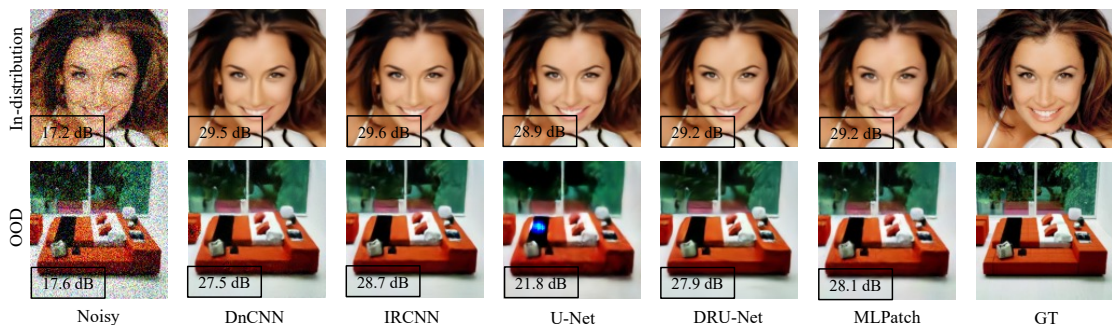 In-distribution
17.2 dB
29.5 dB
29.6 dB
28.9 dB
29.2 dB
29.2 dB
OOD
17.6 dB
27.5 dB
28.7 dB
21.8 dB
27.9 dB
28.1 dB
Noisy
DnCNN
IRCNN
U-Net
DRU-Net
MLPatch
GT